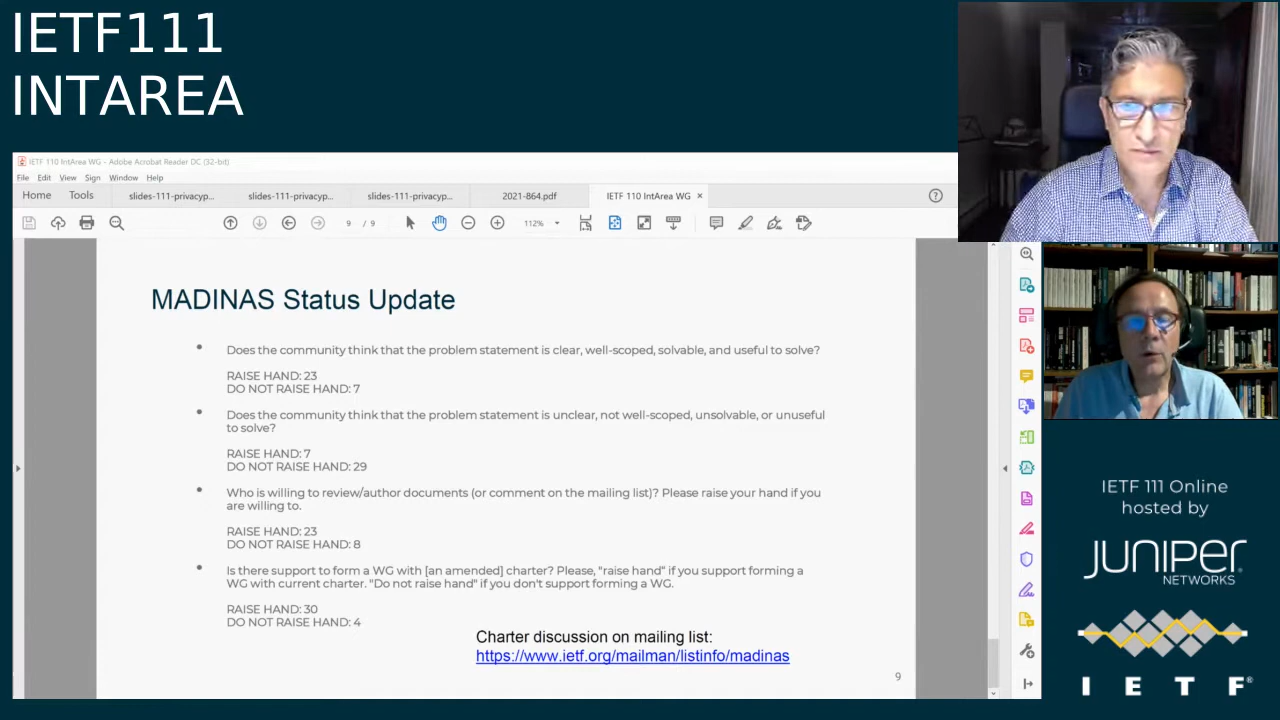 IETF111
INTAREA
IETF 110 IntArea WG - Adobe Acrobat Reader DC (32-bit)
File Edit View Sign Window Help
Home Tools slides-111-privacyp... slides-111-privacyp... slides-111-privacyp... 2021-864.pdf IETF 110 IntArea WG ×
9 / 9 112%
MADINAS Status Update
• Does the community think that the problem statement is clear, well-scoped, solvable, and useful to solve?
RAISE HAND: 23
DO NOT RAISE HAND: 7
• Does the community think that the problem statement is unclear, not well-scoped, unsolvable, or unuseful
to solve?
RAISE HAND: 7
DO NOT RAISE HAND: 29
• Who is willing to review/author documents (or comment on the mailing list)? Please raise your hand if you
are willing to.
RAISE HAND: 23
DO NOT RAISE HAND: 8
• Is there support to form a WG with [an amended] charter? Please, "raise hand" if you support forming a
WG with current charter. "Do not raise hand" if you don't support forming a WG.
RAISE HAND: 30
DO NOT RAISE HAND: 4
Charter discussion on mailing list:
https://www.ietf.org/mailman/listinfo/madinas
9
IETF 111 Online
hosted by
JUNIPER
NETWORKS
I E T F®